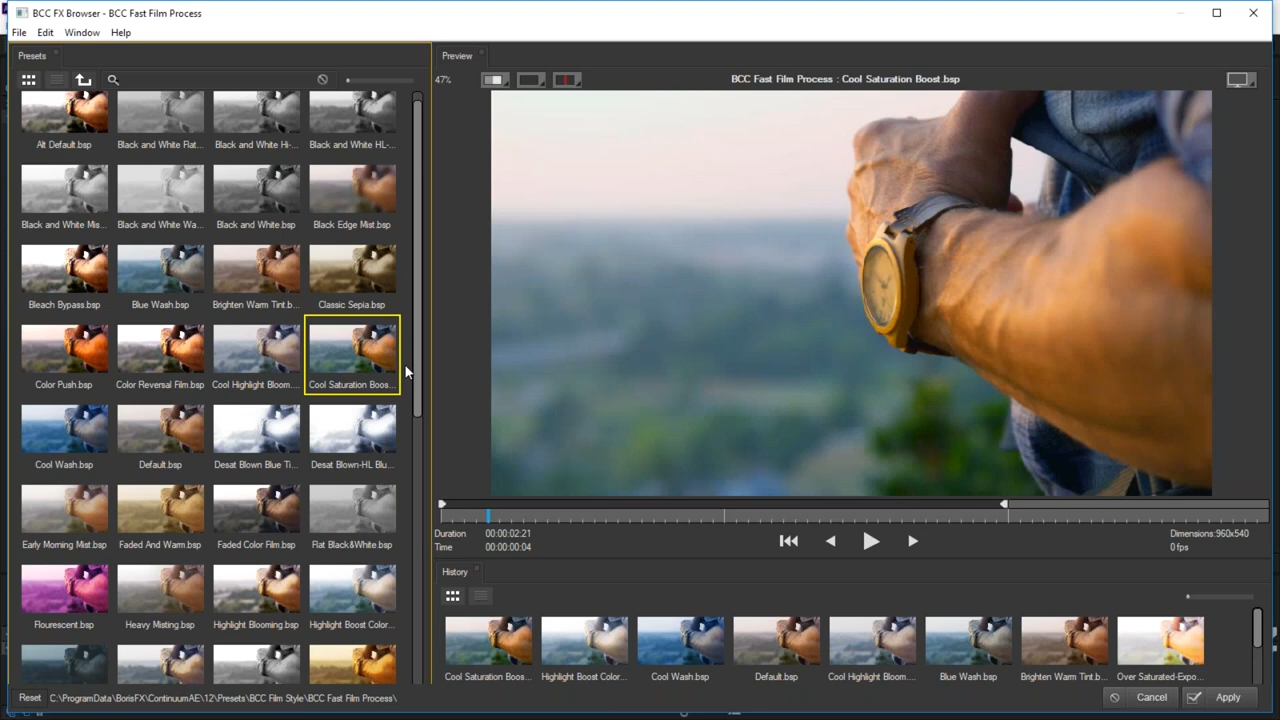 BCC FX Browser - BCC Fast Film Process
File Edit Window Help
Presets
Alt Default.bsp
Black and White Flat...
Black and White Hi-...
Black and White HL-...
Black and White Mis...
Black and White Wa...
Black and White.bsp
Black Edge Mist.bsp
Bleach Bypass.bsp
Blue Wash.bsp
Brighten Warm Tint.b...
Classic Sepia.bsp
Color Push.bsp
Color Reversal Film.bsp
Cool Highlight Bloom....
Cool Saturation Boos...
Cool Wash.bsp
Default.bsp
Desat Blown Blue Ti...
Desat Blown-HL Blu...
Early Morning Mist.bsp
Faded And Warm.bsp
Faded Color Film.bsp
Flat Black&White.bsp
Flourescent.bsp
Heavy Misting.bsp
Highlight Blooming.bsp
Highlight Boost Color...
Reset C:\ProgramData\BorisFX\ContinuumAE\12\Presets\BCC Film Style\BCC Fast Film Process\
Preview
47%
BCC Fast Film Process : Cool Saturation Boost.bsp
Duration 00:00:02:21
Time 00:00:00:04
Dimensions:960x540
0 fps
History
Cool Saturation Boos...
Highlight Boost Color...
Cool Wash.bsp
Default.bsp
Cool Highlight Bloom....
Blue Wash.bsp
Brighten Warm Tint.b...
Over Saturated-Expo...
Cancel
Apply